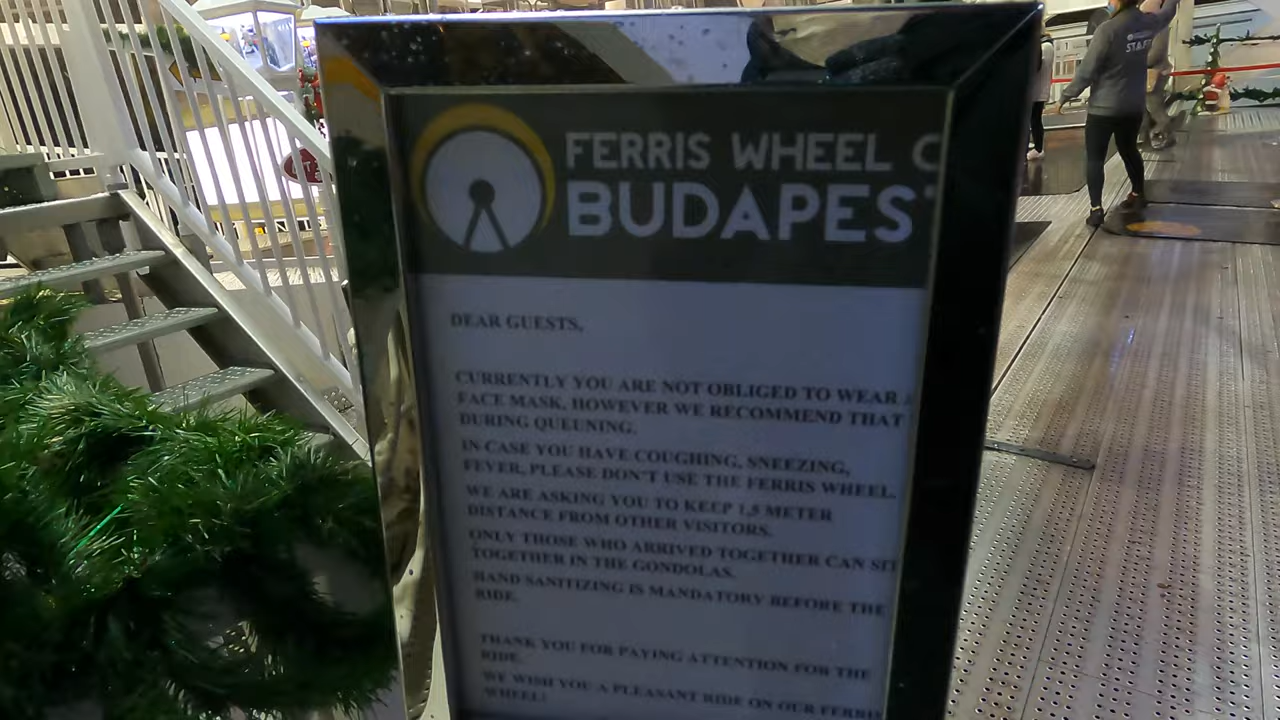 STAFF
FERRIS WHEEL
BUDAPEST
DEAR GUESTS,
CURRENTLY YOU ARE NOT OBLIGED TO WEAR
FACE MASK, HOWEVER WE RECOMMEND THAT
DURING QUEUNING.
IN CASE YOU HAVE COUGHING, SNEEZING,
FEVER, PLEASE DON'T USE THE FERRIS WHEEL.
WE ARE ASKING YOU TO KEEP 1,5 METER
DISTANCE FROM OTHER VISITORS.
ONLY THOSE WHO ARRIVED TOGETHER CAN SIT
TOGETHER IN THE GONDOLAS.
HAND SANITIZING IS MANDATORY BEFORE THE
RIDE.
THANK YOU FOR PAYING ATTENTION FOR THE
RIDE.
WE WISH YOU A PLEASANT RIDE ON OUR FERRIS
WHEEL!